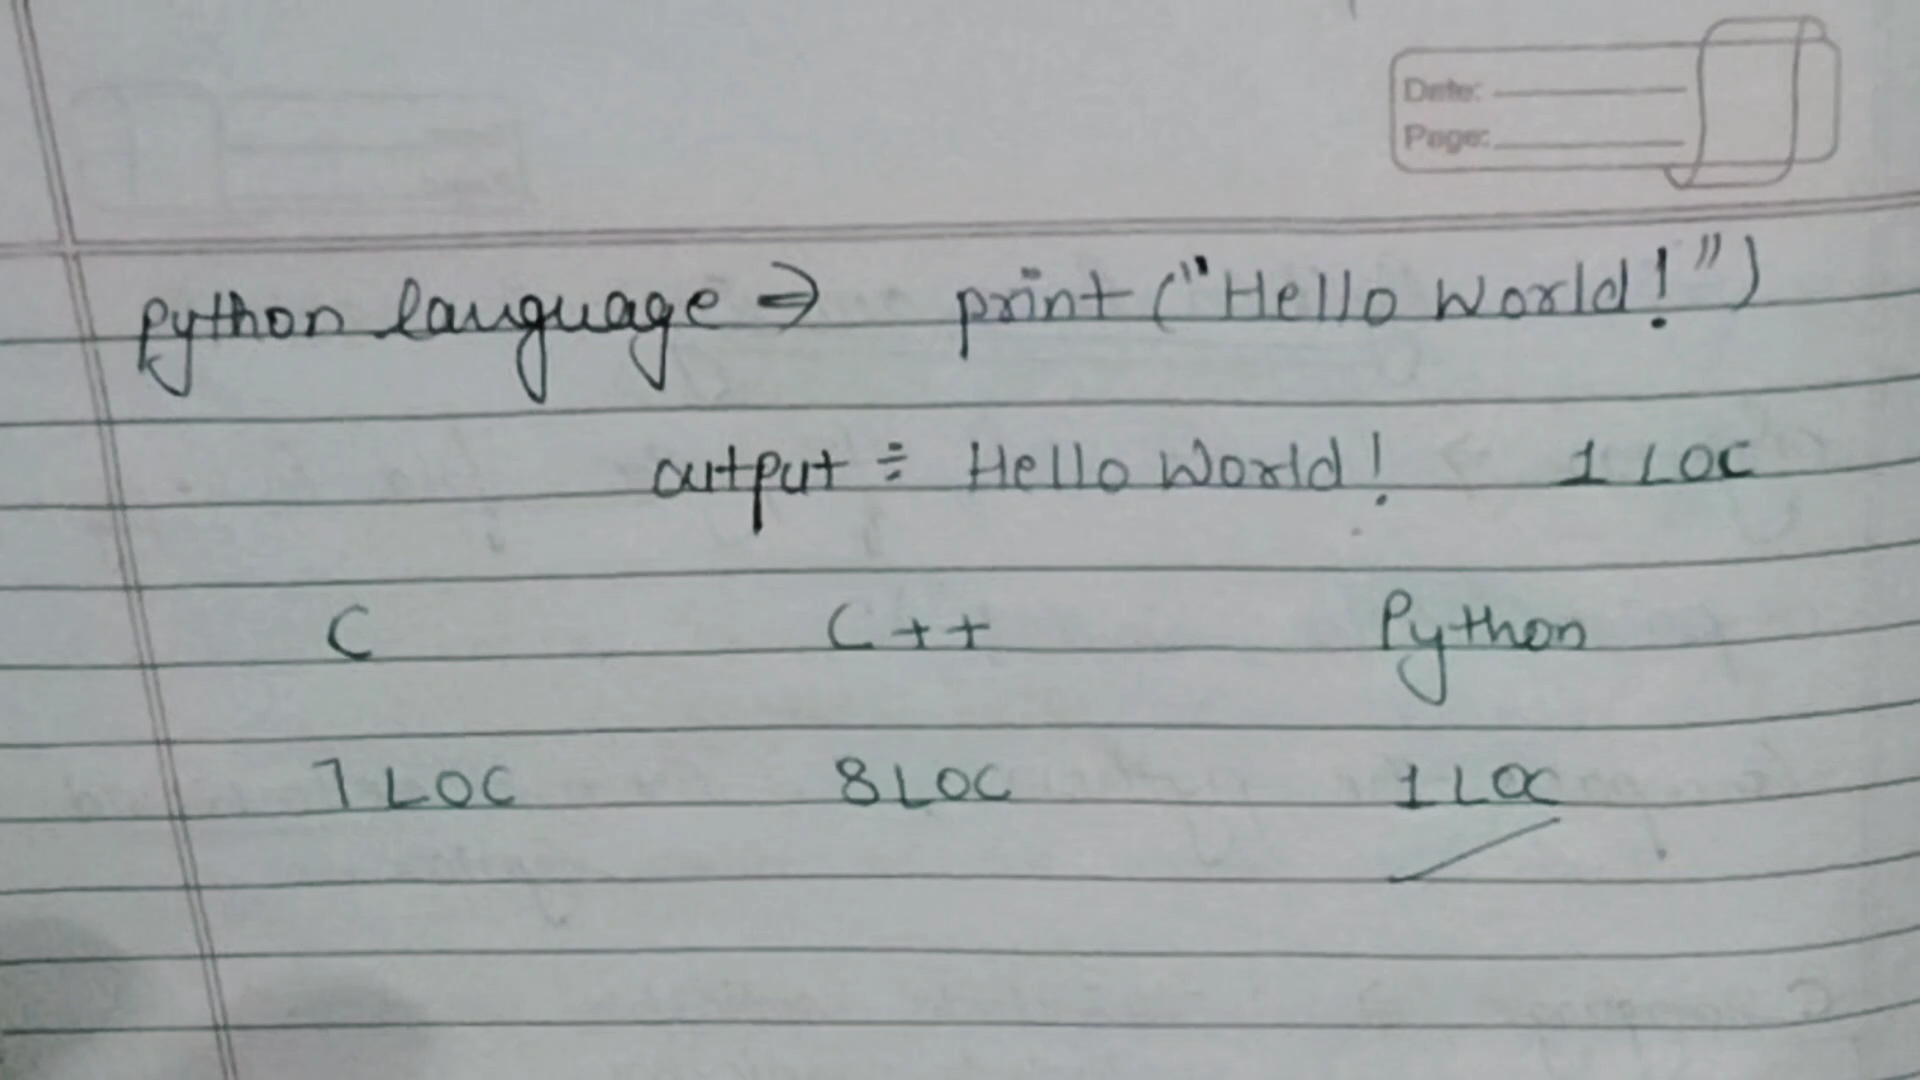 Date:
Page:
python language ⇒ print ("Hello World!")
output ÷ Hello World! 1 LOC
C C++ Python
7 LOC 8 LOC 1 LOC